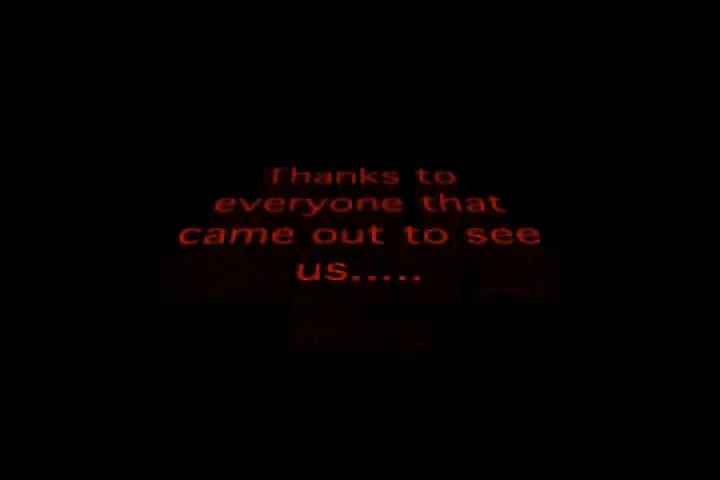 Thanks to
everyone that
came out to see
us.....